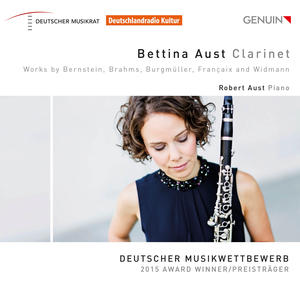 DEUTSCHER MUSIKRAT
Deutschlandradio Kultur
GENUIN
Bettina Aust Clarinet
Works by Bernstein, Brahms, Burgmüller, Françaix and Widmann
Robert Aust Piano
DEUTSCHER MUSIKWETTBEWERB
2015 AWARD WINNER/PREISTRÄGER